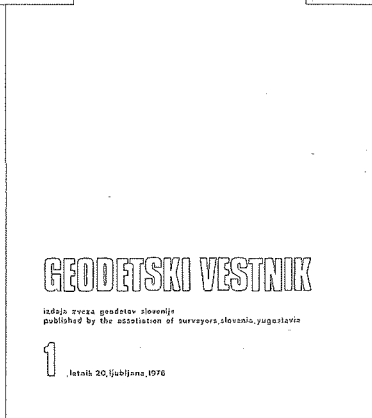 GEODETSKI VESTNIK
izdaja zveza geodetov slovenije
published by the association of surveyors, slovenia, yugoslavia
1 , letnik 20, ljubljana, 1976